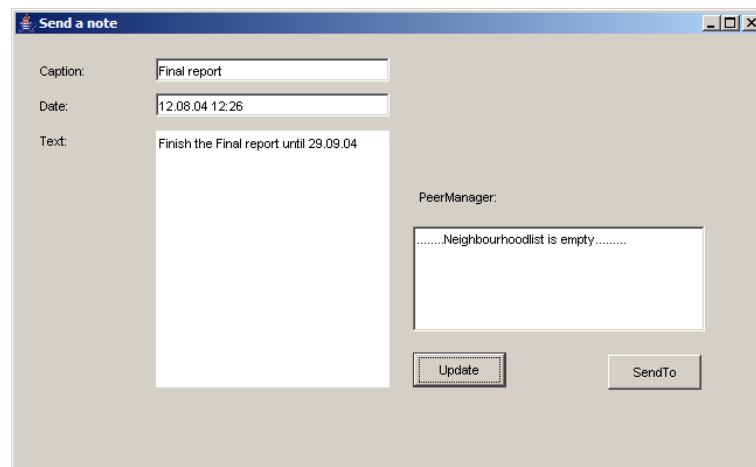 Send a note
Caption:
Final report
Date:
12.08.04 12:26
Text:
Finish the Final report until 29.09.04
PeerManager:
........Neighbourhoodlist is empty.........
Update
SendTo